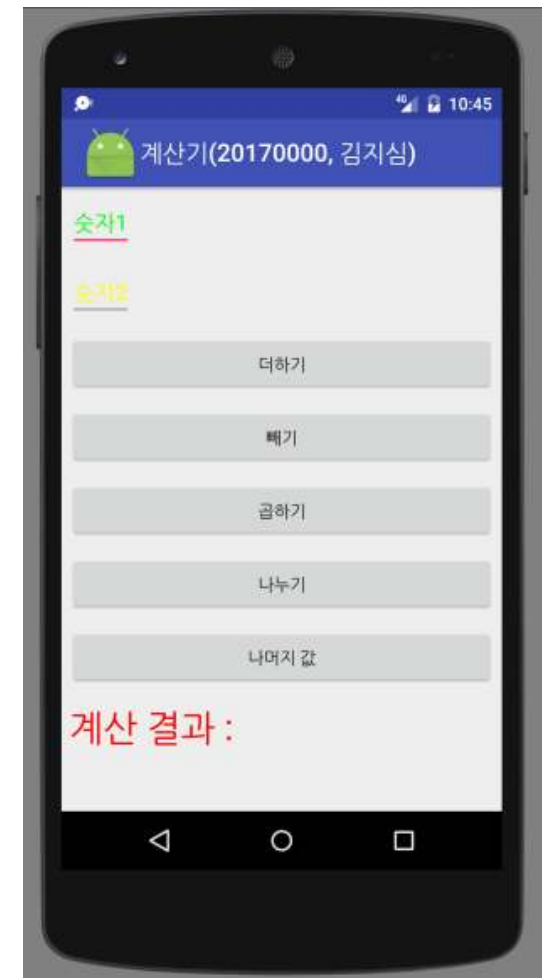 4G 10:45
계산기(20170000, 김지심)
숫자1
숫자2
더하기
빼기
곱하기
나누기
나머지 값
계산 결과 :